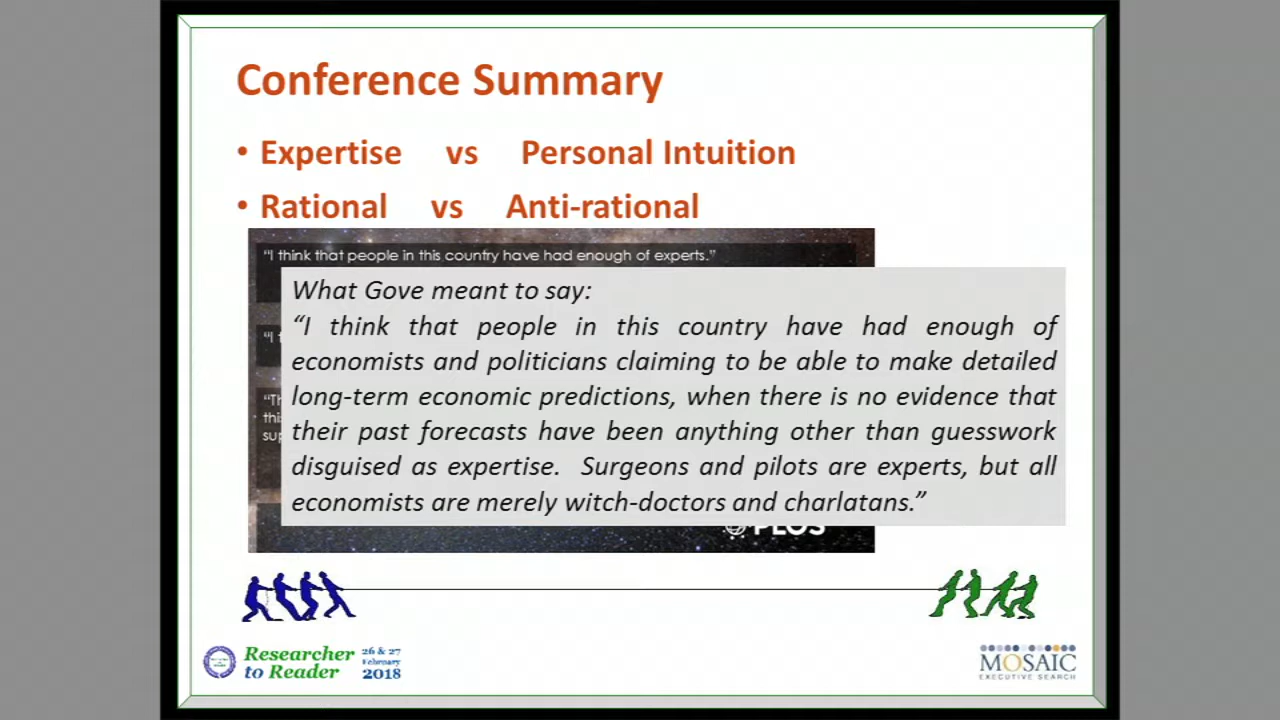 Conference Summary
• Expertise vs Personal Intuition
• Rational vs Anti-rational
“I think that people in this country have had enough of experts.”
What Gove meant to say:
“I think that people in this country have had enough of
economists and politicians claiming to be able to make detailed
long-term economic predictions, when there is no evidence that
their past forecasts have been anything other than guesswork
disguised as expertise. Surgeons and pilots are experts, but all
economists are merely witch-doctors and charlatans.”
PLOS
Researcher
to Reader
26 & 27
February
2018
MOSAIC
EXECUTIVE SEARCH